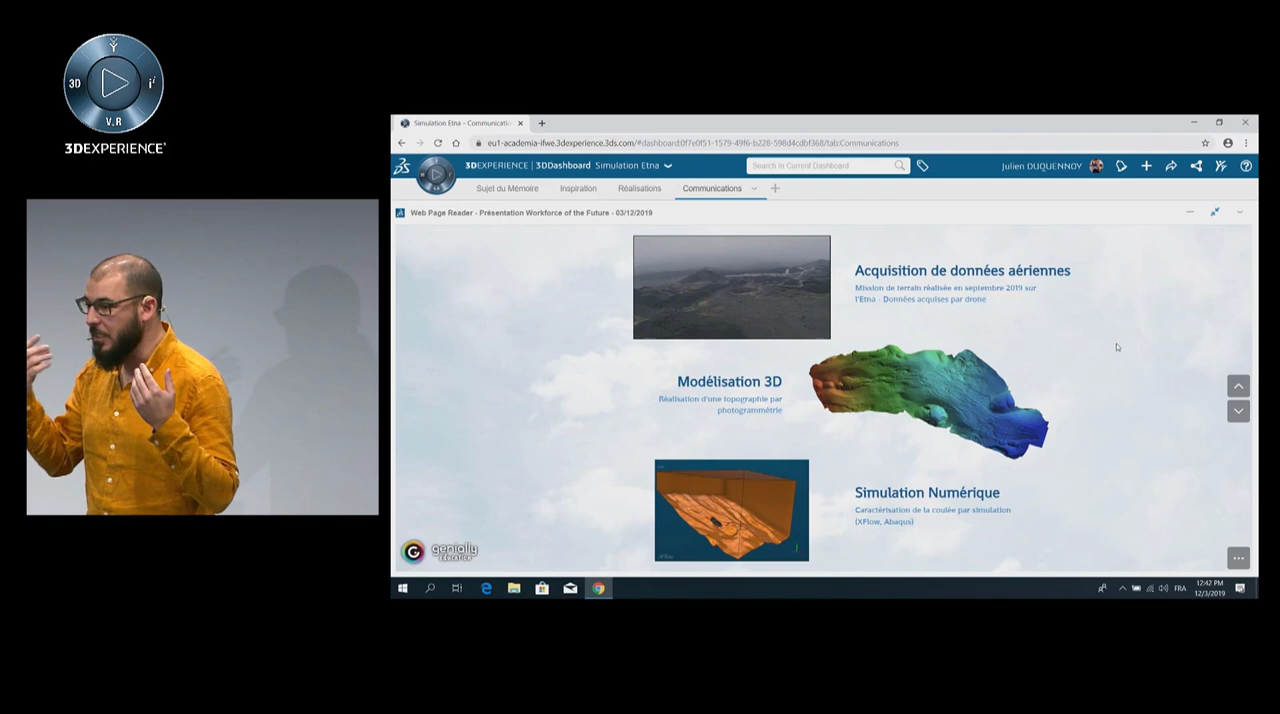 3D
i
V.R
3DEXPERIENCE
Simulation Etna - Communicatio
eu1-academia-ifwe.3dexperience.3ds.com/#dashboard:0f7e0f51-1579-49f6-b228-598d4cdbf368/tab:Communications
3DEXPERIENCE | 3DDashboard Simulation Etna
Search in Current Dashboard
Julien DUQUENNOY
Sujet du Mémoire
Inspiration
Réalisations
Communications
Web Page Reader - Présentation Workforce of the Future - 03/12/2019
Acquisition de données aériennes
Mission de terrain réalisée en septembre 2019 sur
l'Etna - Données acquises par drone
Modélisation 3D
Réalisation d'une topographie par
photogrammétrie
Simulation Numérique
Caractérisation de la coulée par simulation
(XFlow, Abaqus)
genially
EDUCATION
FRA
12:42 PM
12/3/2019